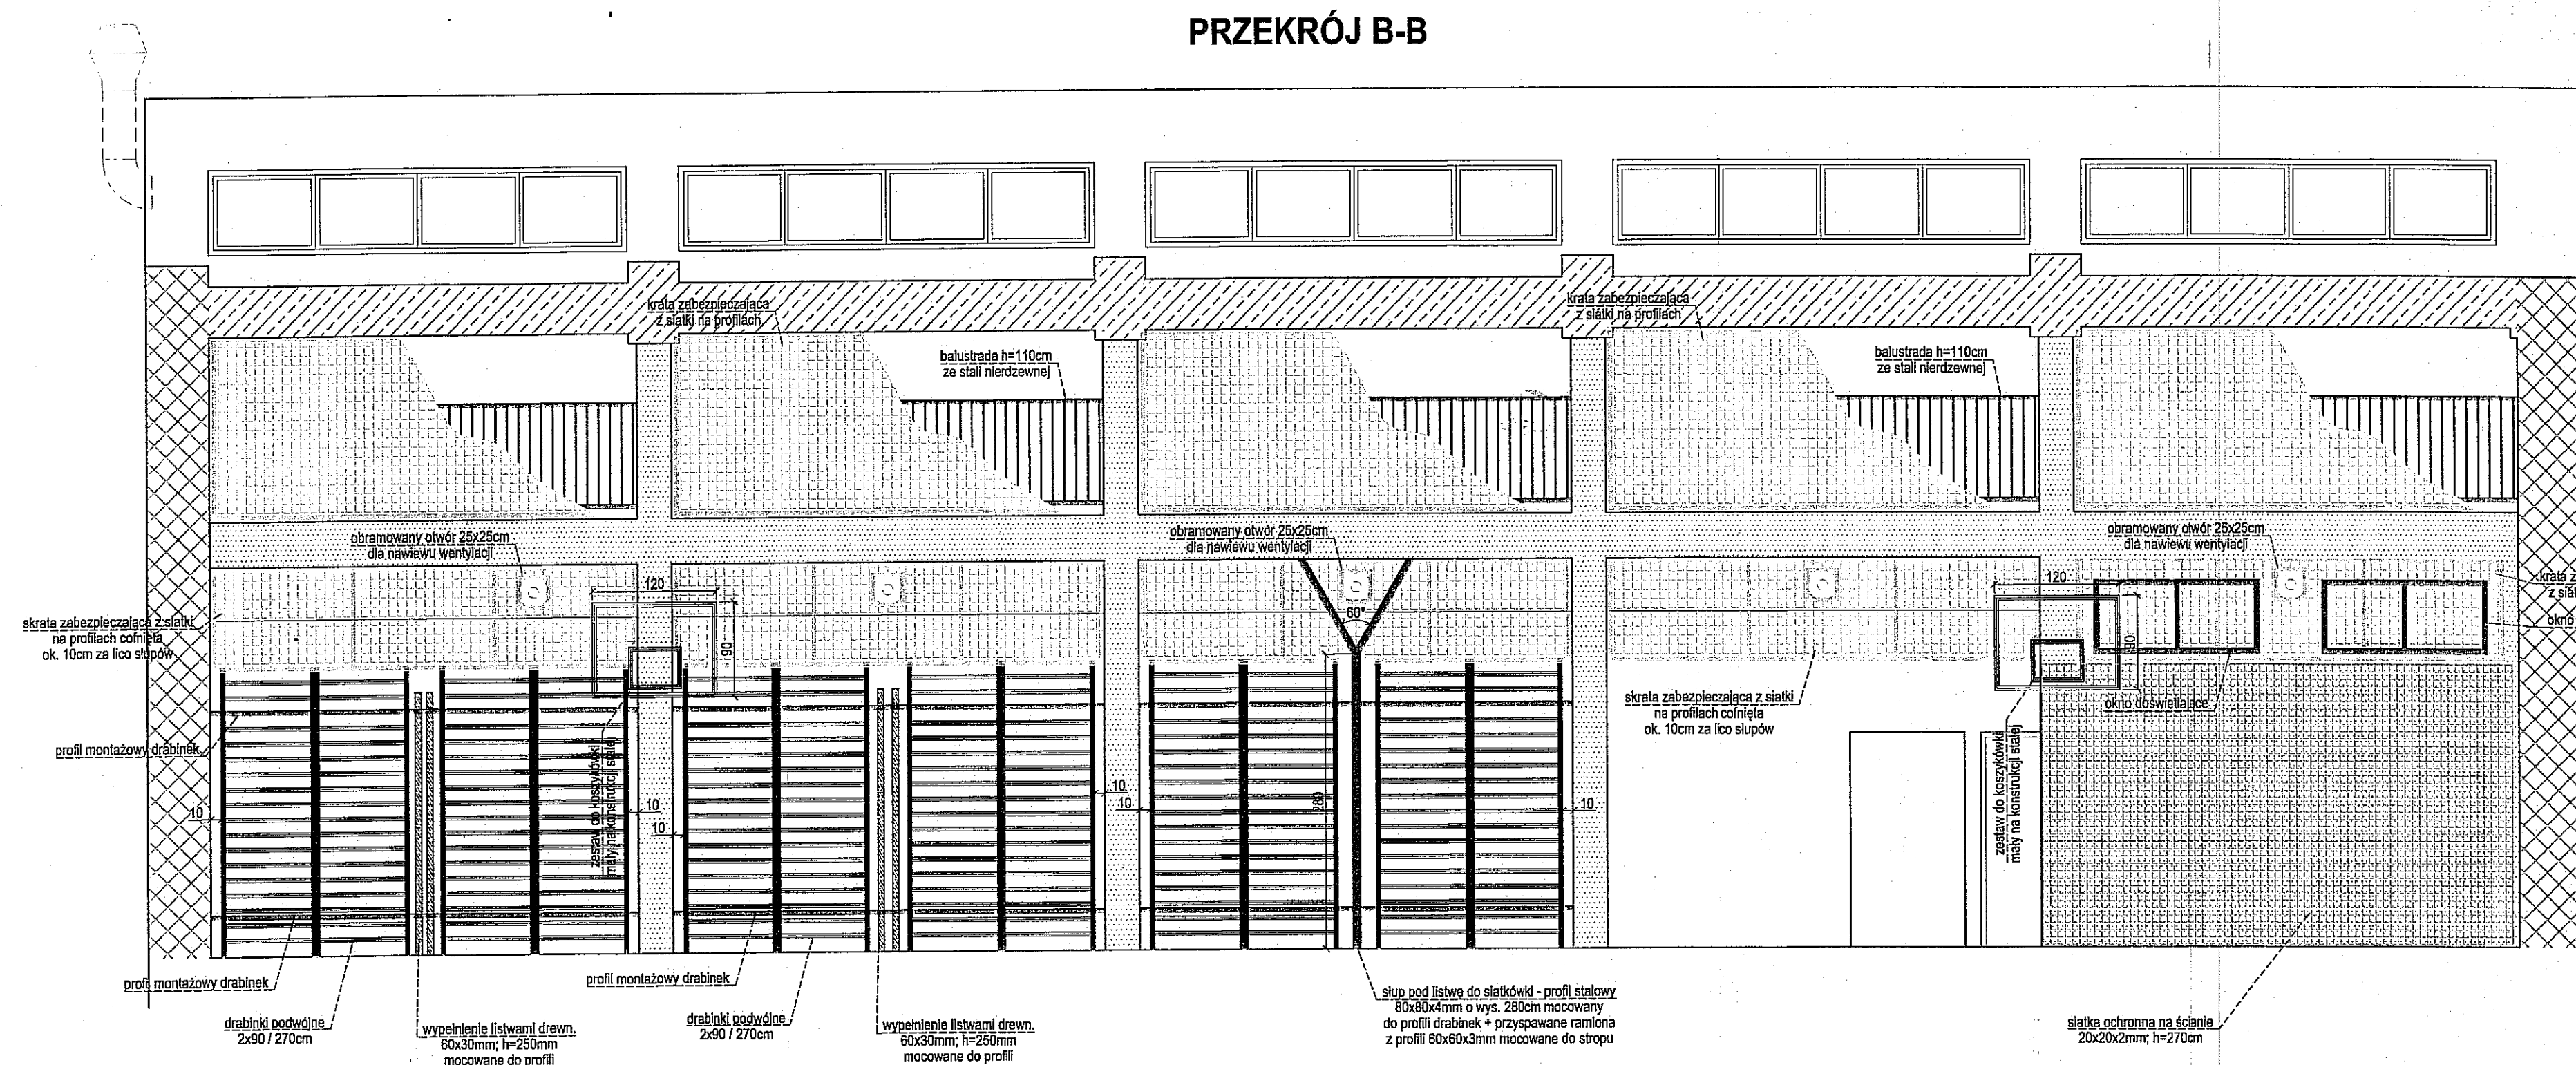 PRZEKRÓJ B-B
krata zabezpieczająca
z siatki na profilach
balustrada h=110cm
ze stali nierdzewnej
krata zabezpieczająca
z siatki na profilach
balustrada h=110cm
ze stali nierdzewnej
obramowany otwór 25x25cm
dla nawiewu wentylacji
obramowany otwór 25x25cm
dla nawiewu wentylacji
obramowany otwór 25x25cm
dla nawiewu wentylacji
120
90
60°
120
90
krata z
z siat
okno
skrata zabezpieczająca z siatki
na profilach cofnięta
ok. 10cm za lico słupów
skrata zabezpieczająca z siatki
na profilach cofnięta
ok. 10cm za lico słupów
okno doświetlające
profil montażowy drabinek
zestaw do koszykówki
mały na konstrukcji stałej
zestaw do koszykówki
mały na konstrukcji stałej
10
10
10
10
10
280
10
profil montażowy drabinek
drabinki podwójne
2x90 / 270cm
wypełnienie listwami drewn.
60x30mm; h=250mm
mocowane do profili
profil montażowy drabinek
drabinki podwójne
2x90 / 270cm
wypełnienie listwami drewn.
60x30mm; h=250mm
mocowane do profili
słup pod listwę do siatkówki - profil stalowy
80x80x4mm o wys. 280cm mocowany
do profili drabinek + przyspawane ramiona
z profili 60x60x3mm mocowane do stropu
siatka ochronna na ścianie
20x20x2mm; h=270cm